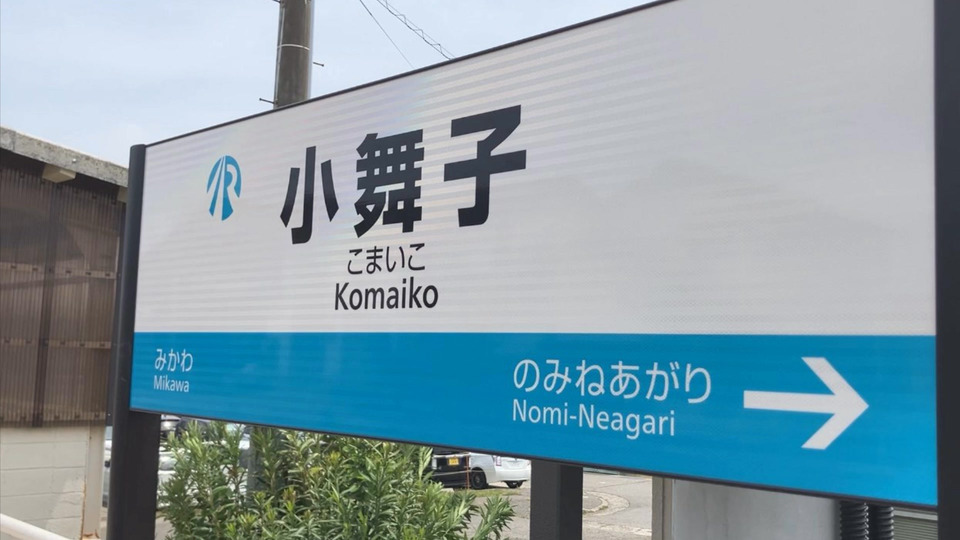 小舞子
こまいこ
Komaiko
みかわ
Mikawa
のみねあがり
Nomi-Neagari